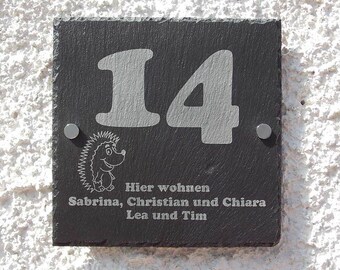 14
Hier wohnen
Sabrina, Christian und Chiara
Lea und Tim